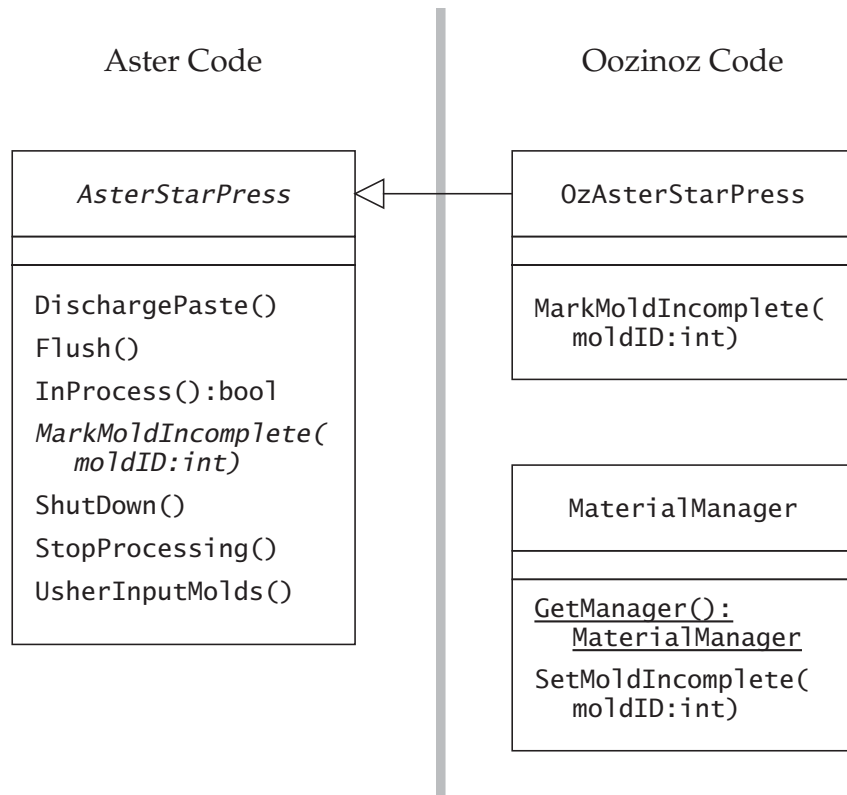 Aster Code
Oozinoz Code
AsterStarPress
DischargePaste()
Flush()
InProcess():bool
MarkMoldIncomplete(
moldID:int)
ShutDown()
StopProcessing()
UsherInputMolds()
OzAsterStarPress
MarkMoldIncomplete(
moldID:int)
MaterialManager
GetManager():
MaterialManager
SetMoldIncomplete(
moldID:int)